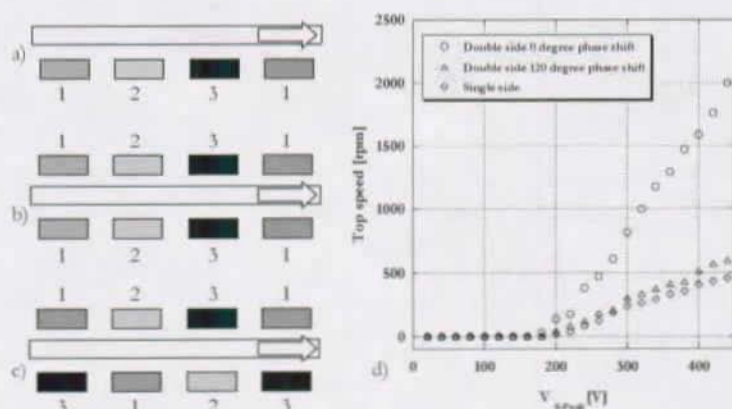 a)
1 2 3 1
1 2 3 1
b)
1 2 3 1
1 2 3 1
c)
3 1 2 3
2500
2000
1500
1000
500
0
Top speed [rpm]
Double side 0 degree phase shift
Double side 120 degree phase shift
Single side
0 100 200 300 400
d)
V [V]